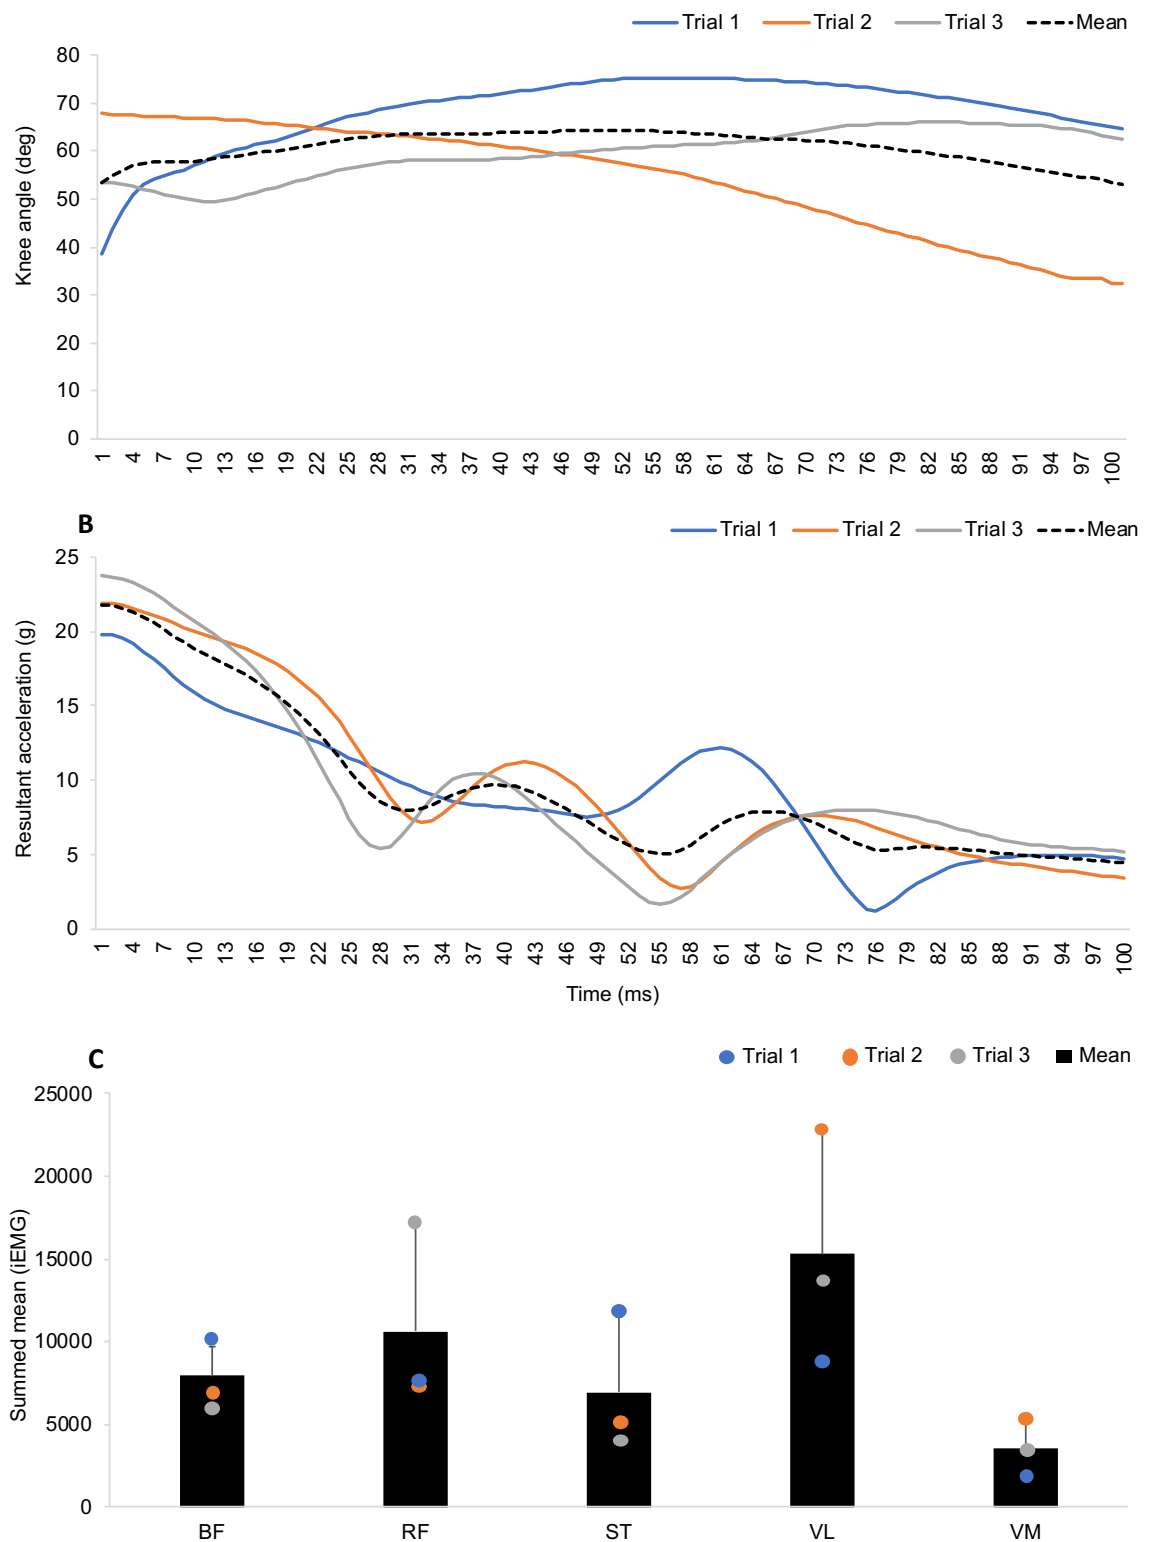 Trial 1 Trial 2 Trial 3 Mean
80
70
60
50
40
30
20
10
0
Knee angle (deg)
1 4 7 10 13 16 19 22 25 28 31 34 37 40 43 46 49 52 55 58 61 64 67 70 73 76 79 82 85 88 91 94 97 100
B
Trial 1 Trial 2 Trial 3 Mean
25
20
15
10
5
0
Resultant acceleration (g)
1 4 7 10 13 16 19 22 25 28 31 34 37 40 43 46 49 52 55 58 61 64 67 70 73 76 79 82 85 88 91 94 97 100
Time (ms)
C
Trial 1 Trial 2 Trial 3 Mean
25000
20000
15000
10000
5000
0
Summed mean (iEMG)
BF RF ST VL VM